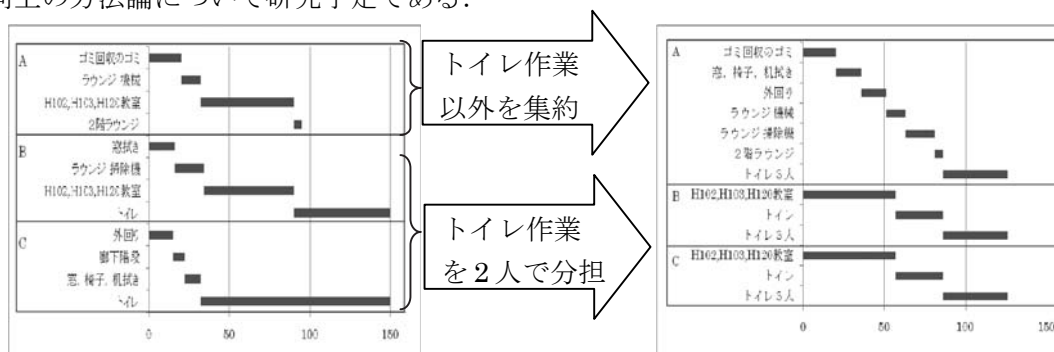 向上の方法論について研究予定である．
A
ゴミ回収のゴミ
ラウンジ 機械
H102,H103,H120教室
2階ラウンジ
B
窓拭き
ラウンジ 掃除機
H102,H103,H120教室
トイレ
C
外回り
廊下階段
窓、椅子、机拭き
トイレ
0 50 100 150
トイレ作業
以外を集約
トイレ作業
を2人で分担
A
ゴミ回収のゴミ
窓、椅子、机拭き
外回り
ラウンジ 機械
ラウンジ 掃除機
2階ラウンジ
トイレ3人
B
H102,H103,H120教室
トイレ
トイレ3人
C
H102,H103,H120教室
トイレ
トイレ3人
0 50 100 150